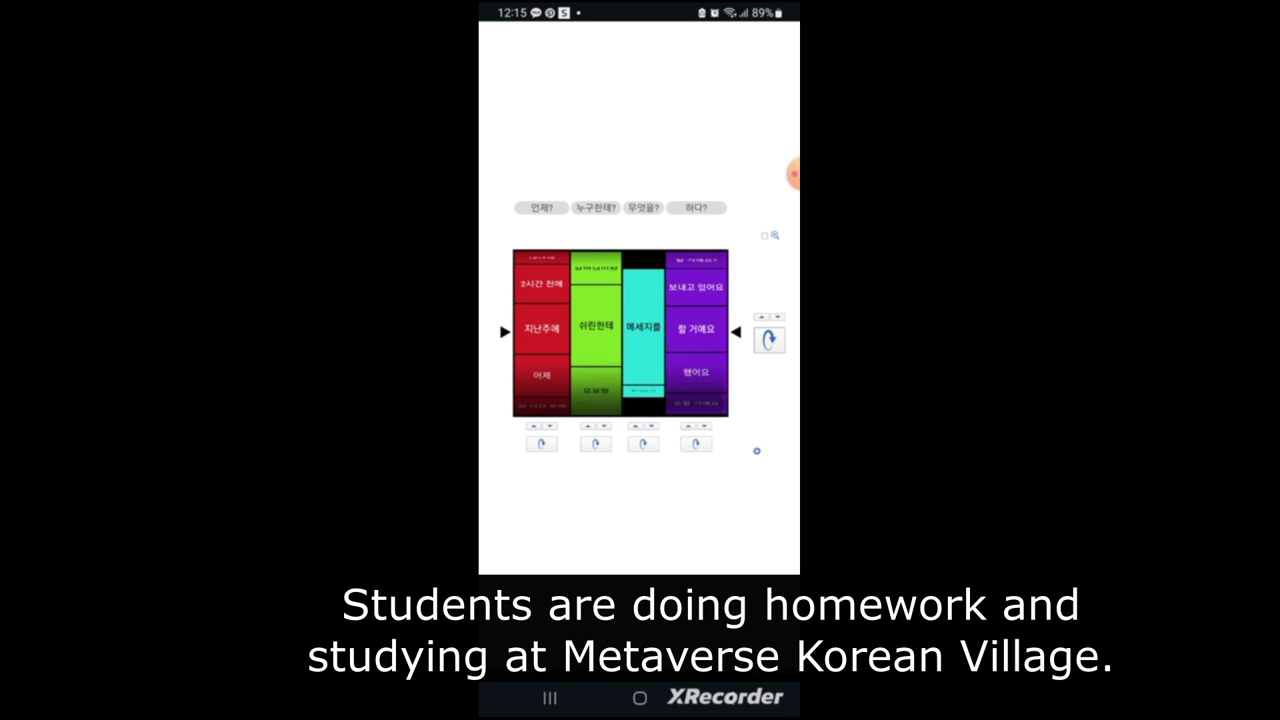 12:15 89%
언제? 누구한테? 무엇을? 하다?
2시간 전에 보내고 있어요
지난주에 쉬린한테 메세지를 할 거예요
어제 했어요
Students are doing homework and
studying at Metaverse Korean Village.
XRecorder